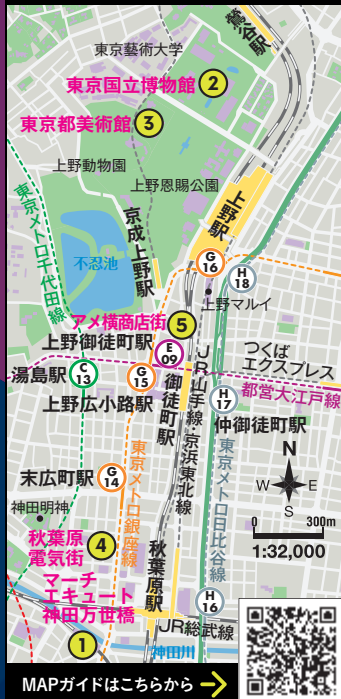 鶯谷駅
東京藝術大学
東京国立博物館 2
東京都美術館 3
上野動物園
上野恩賜公園
東京メトロ千代田線
不忍池
京成上野駅
上野駅
G
16
H
18
上野マルイ
アメ横商店街 5
上野御徒町駅
E
09
つくば
エクスプレス
湯島駅
C
13
G
15
御徒町駅
都営大江戸線
上野広小路駅
H
17
仲御徒町駅
JR山手線・京浜東北線
末広町駅
G
14
東京メトロ銀座線
東京メトロ日比谷線
N
W
E
S
神田明神
0 300m
1:32,000
秋葉原
電気街
4
秋葉原駅
マーチ
エキュート
神田万世橋
1
H
16
JR総武線
神田川
MAPガイドはこちらから